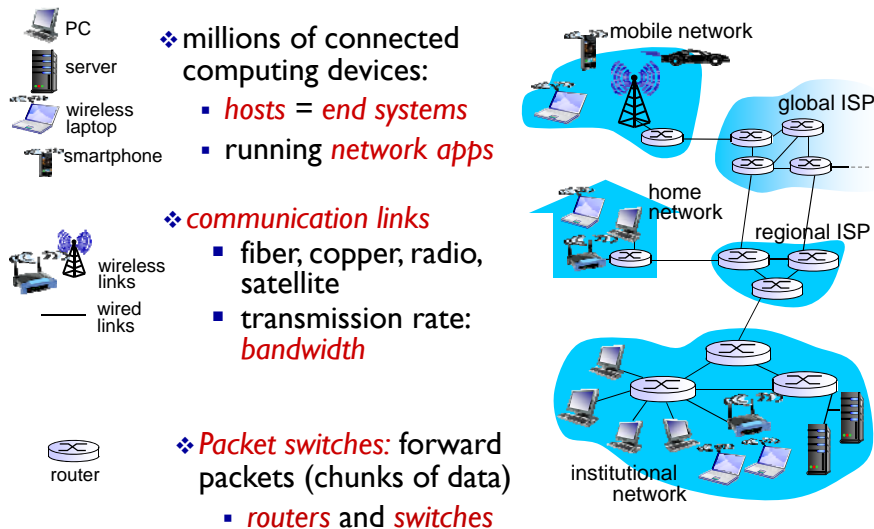 PC
server
wireless
laptop
smartphone
❖ millions of connected
computing devices:
▪ hosts = end systems
▪ running network apps
wireless
links
wired
links
❖ communication links
▪ fiber, copper, radio,
satellite
▪ transmission rate:
bandwidth
router
❖ Packet switches: forward
packets (chunks of data)
▪ routers and switches
mobile network
global ISP
home
network
regional ISP
institutional
network